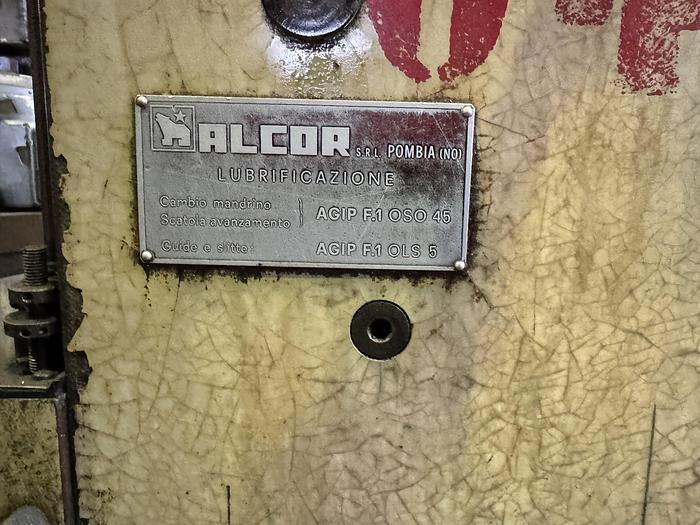 ALCOR S.R.L. POMBIA (NO)
LUBRIFICAZIONE
Cambio mandrino
Scatola avanzamento
AGIP F.1 OSO 45
Guide e slitte AGIP F.1 OLS 5